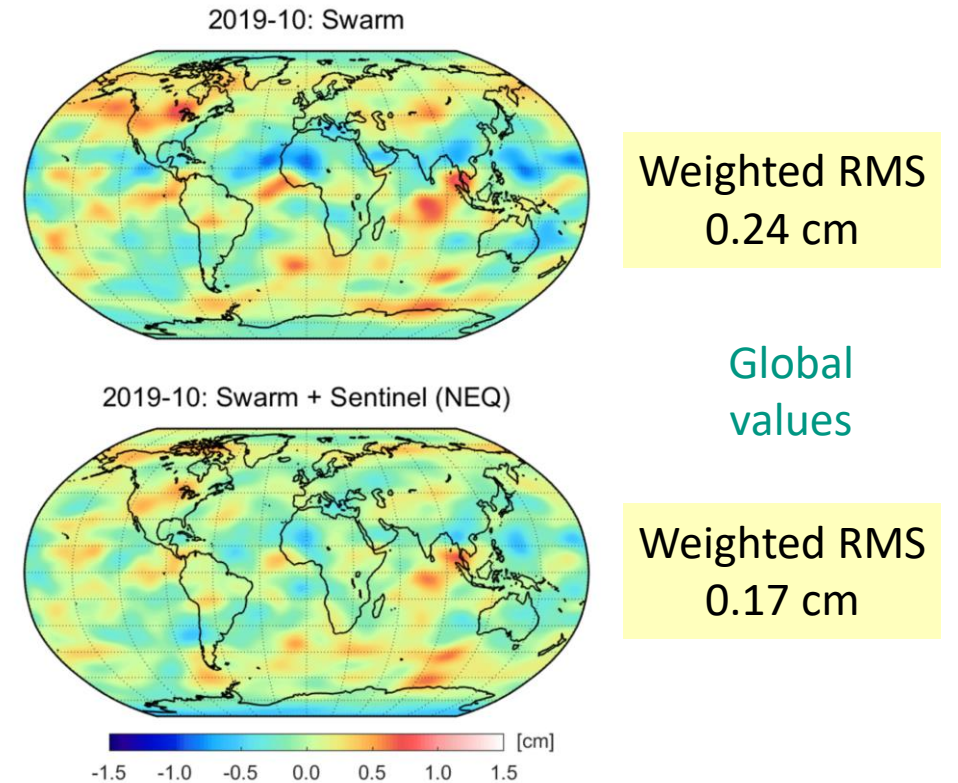 2019-10: Swarm
Weighted RMS
0.24 cm
Global
values
2019-10: Swarm + Sentinel (NEQ)
Weighted RMS
0.17 cm
[cm]
-1.5 -1.0 -0.5 0.0 0.5 1.0 1.5